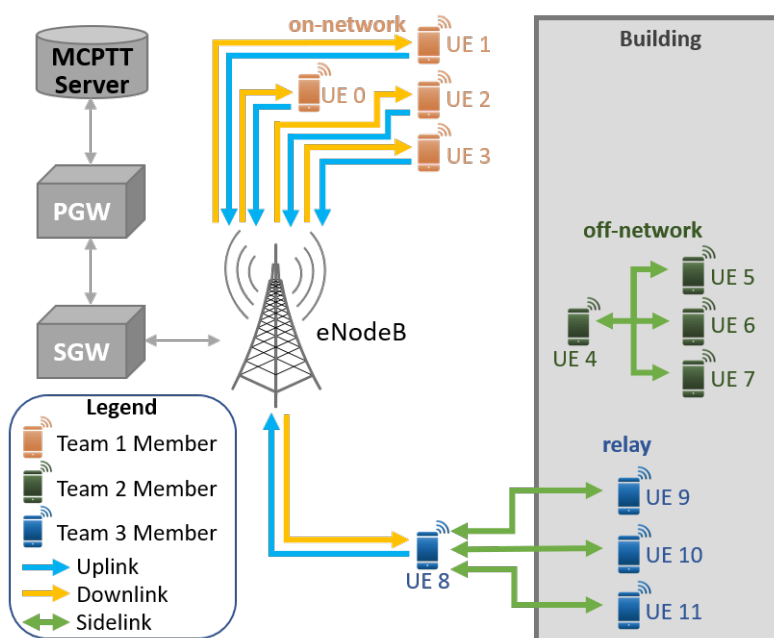 on-network
MCPTT
Server
UE 1
UE 0
UE 2
UE 3
Building
PGW
off-network
UE 5
UE 6
UE 4
UE 7
eNodeB
SGW
Legend
Team 1 Member
Team 2 Member
Team 3 Member
Uplink
Downlink
Sidelink
relay
UE 9
UE 10
UE 8
UE 11